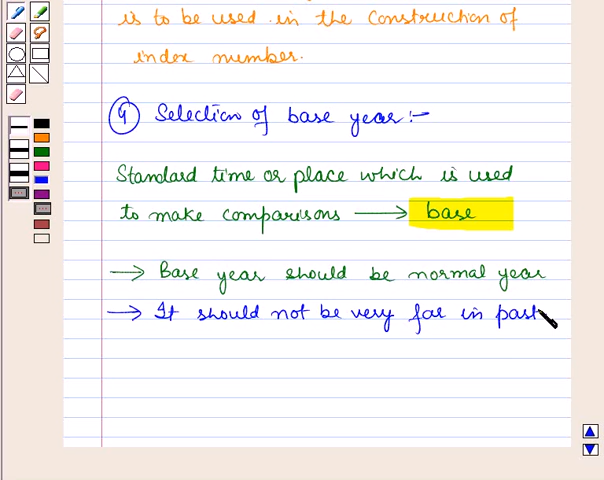 is to be used in the Construction of
index number.
4 Selection of base year:-
Standard time or place which is used
to make comparisons → base
→ Base year should be normal year
→ It should not be very far in past